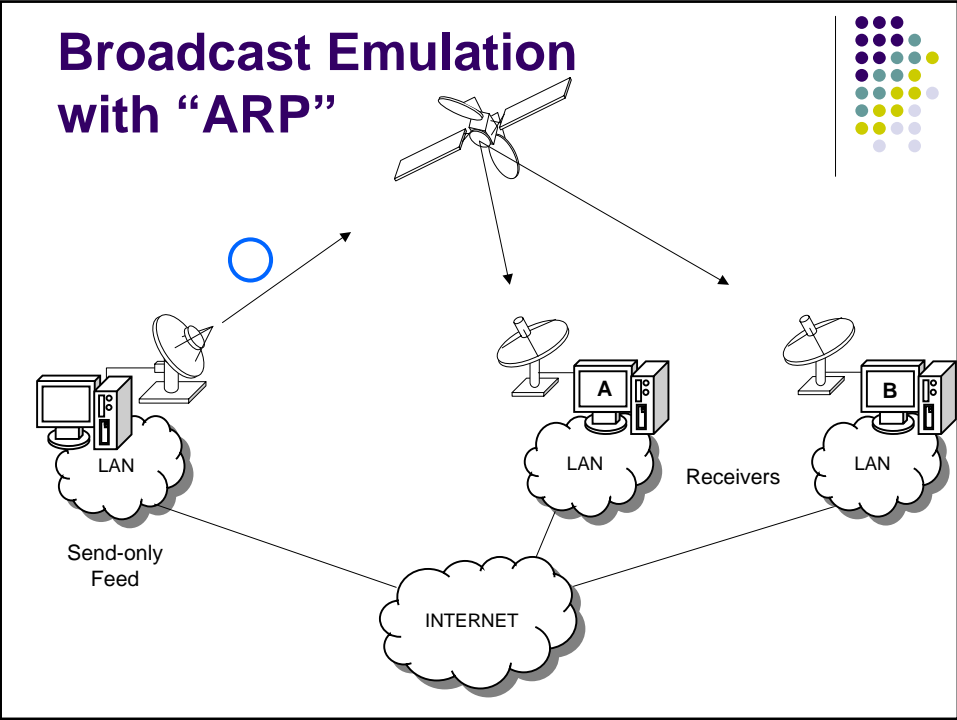 Broadcast Emulation
with “ARP”
A
B
LAN
LAN
Receivers
LAN
Send-only
Feed
INTERNET